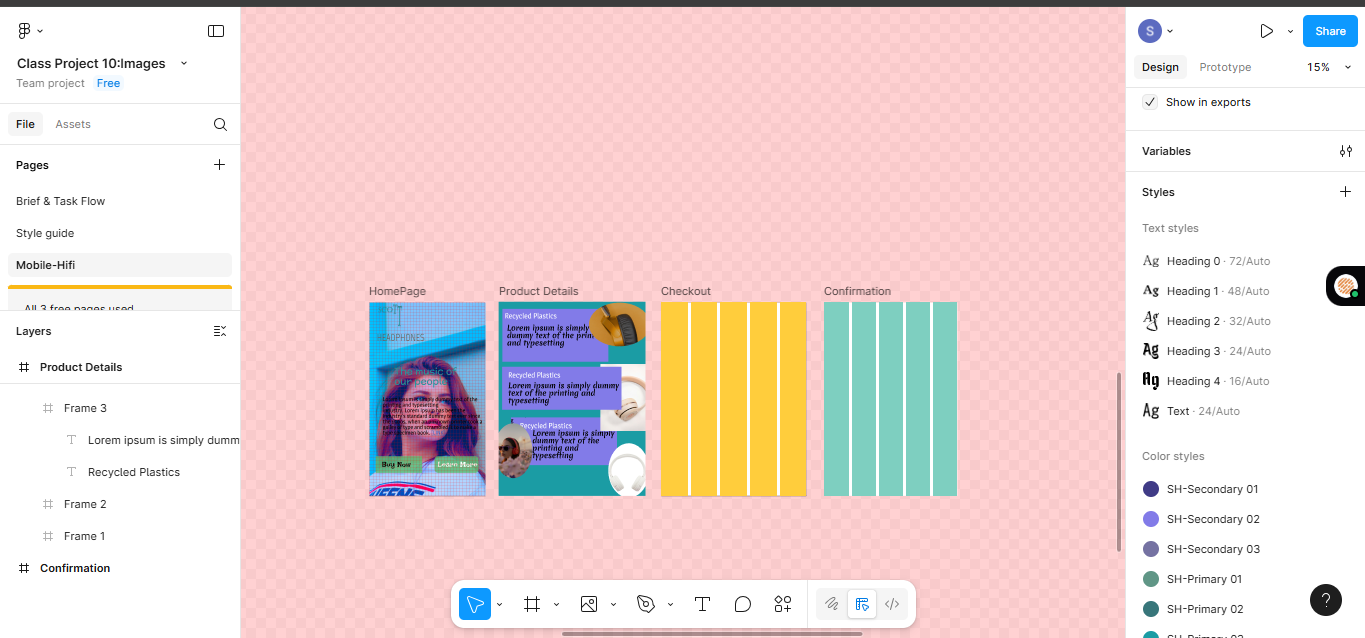 Class Project 10:Images
Team project Free
File Assets
Pages
Brief & Task Flow
Style guide
Mobile-Hifi
All 3 free pages used
Layers
Product Details
Frame 3
Lorem ipsum is simply dumm
Recycled Plastics
Frame 2
Frame 1
Confirmation
HomePage
HEADPHONES
The music of
our people
Buy Now
Learn More
Product Details
Recycled Plastics
Lorem ipsum is simply
dummy text of the prin
and typesetting
Recycled Plastics
Lorem ipsum is simply dummy
text of the printing and
typesetting
Recycled Plastics
Lorem ipsum is simply
dummy text of the
printing and
typesetting
Checkout
Confirmation
S
Share
Design Prototype 15%
Show in exports
Variables
Styles
Text styles
Ag Heading 0 · 72/Auto
Ag Heading 1 · 48/Auto
Ag Heading 2 · 32/Auto
Ag Heading 3 · 24/Auto
Ag Heading 4 · 16/Auto
Ag Text · 24/Auto
Color styles
SH-Secondary 01
SH-Secondary 02
SH-Secondary 03
SH-Primary 01
SH-Primary 02
SH-Primary 03
?